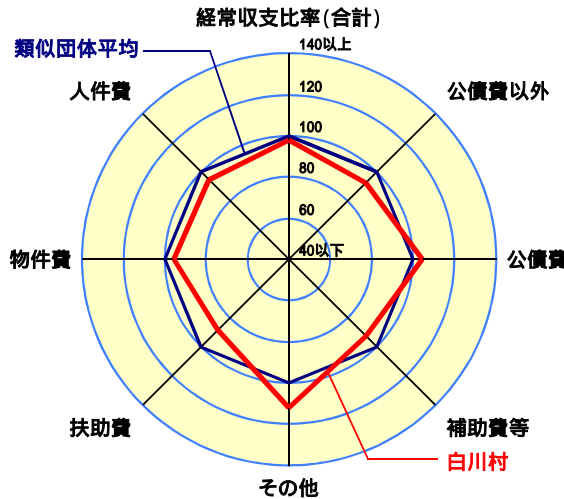 経常収支比率(合計)
類似団体平均
140以上
人件費
120
公債費以外
100
80
60
40以下
物件費
公債費
扶助費
補助費等
白川村
その他